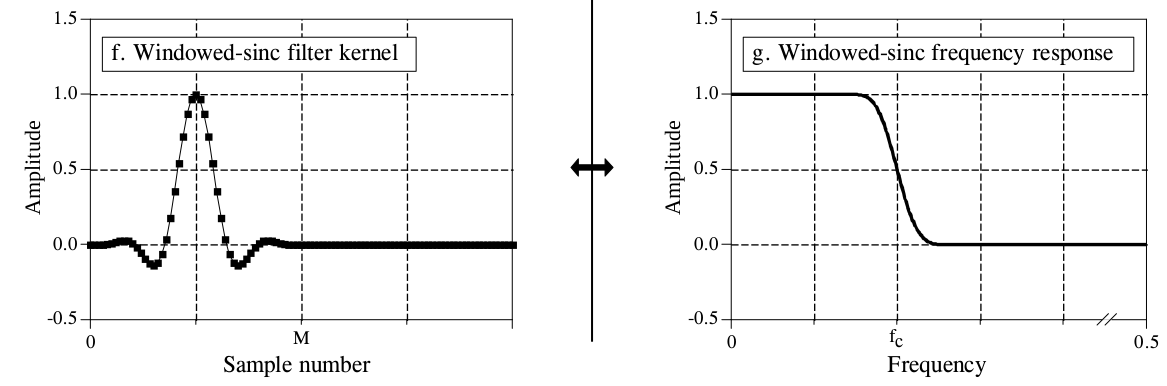 f. Windowed-sinc filter kernel
Amplitude
1.5
1.0
0.5
0.0
-0.5
0
M
Sample number
g. Windowed-sinc frequency response
Amplitude
1.5
1.0
0.5
0.0
-0.5
0
fc
0.5
Frequency